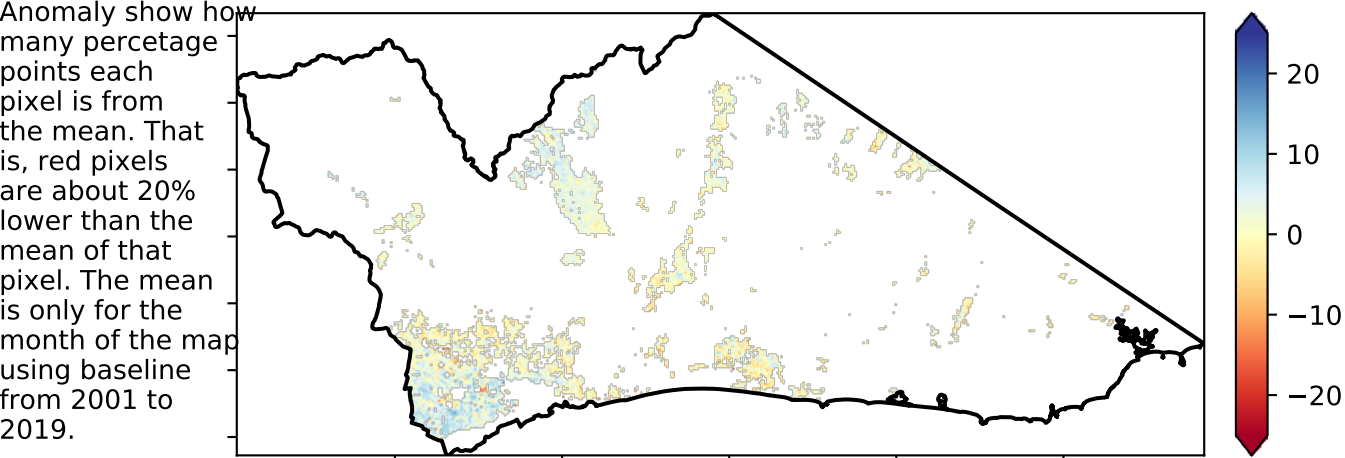 Anomaly show how
many percetage
points each
pixel is from
the mean. That
is, red pixels
are about 20%
lower than the
mean of that
pixel. The mean
is only for the
month of the map
using baseline
from 2001 to
2019.
20
10
0
−10
−20